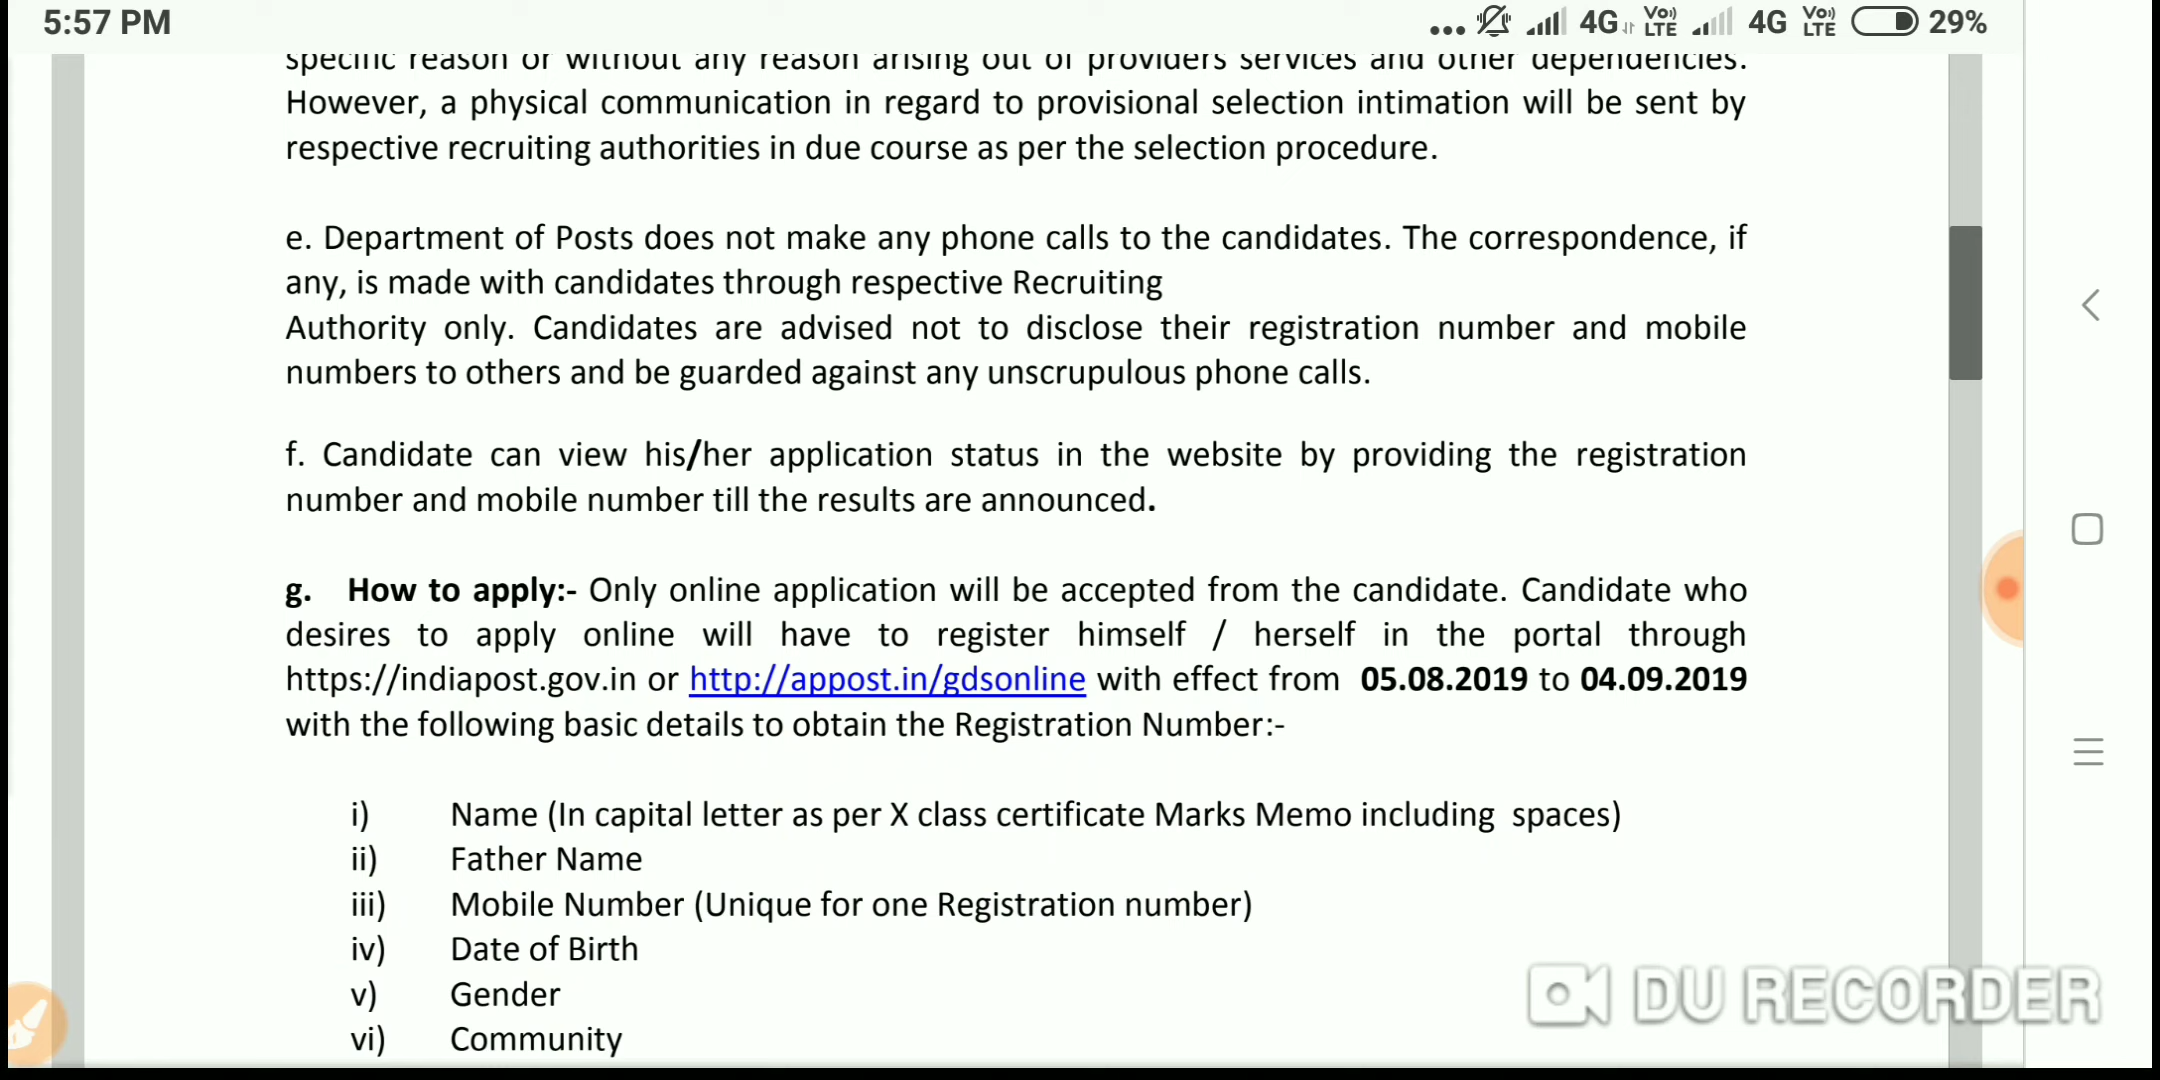 5:57 PM
4G Vo)) LTE 4G Vo)) LTE 29%
specific reason or without any reason arising out of providers services and other dependencies.
However, a physical communication in regard to provisional selection intimation will be sent by
respective recruiting authorities in due course as per the selection procedure.
e. Department of Posts does not make any phone calls to the candidates. The correspondence, if
any, is made with candidates through respective Recruiting
Authority only. Candidates are advised not to disclose their registration number and mobile
numbers to others and be guarded against any unscrupulous phone calls.
f. Candidate can view his/her application status in the website by providing the registration
number and mobile number till the results are announced.
g. How to apply:- Only online application will be accepted from the candidate. Candidate who
desires to apply online will have to register himself / herself in the portal through
https://indiapost.gov.in or http://appost.in/gdsonline with effect from 05.08.2019 to 04.09.2019
with the following basic details to obtain the Registration Number:-
i) Name (In capital letter as per X class certificate Marks Memo including spaces)
ii) Father Name
iii) Mobile Number (Unique for one Registration number)
iv) Date of Birth
v) Gender
vi) Community
DU RECORDER